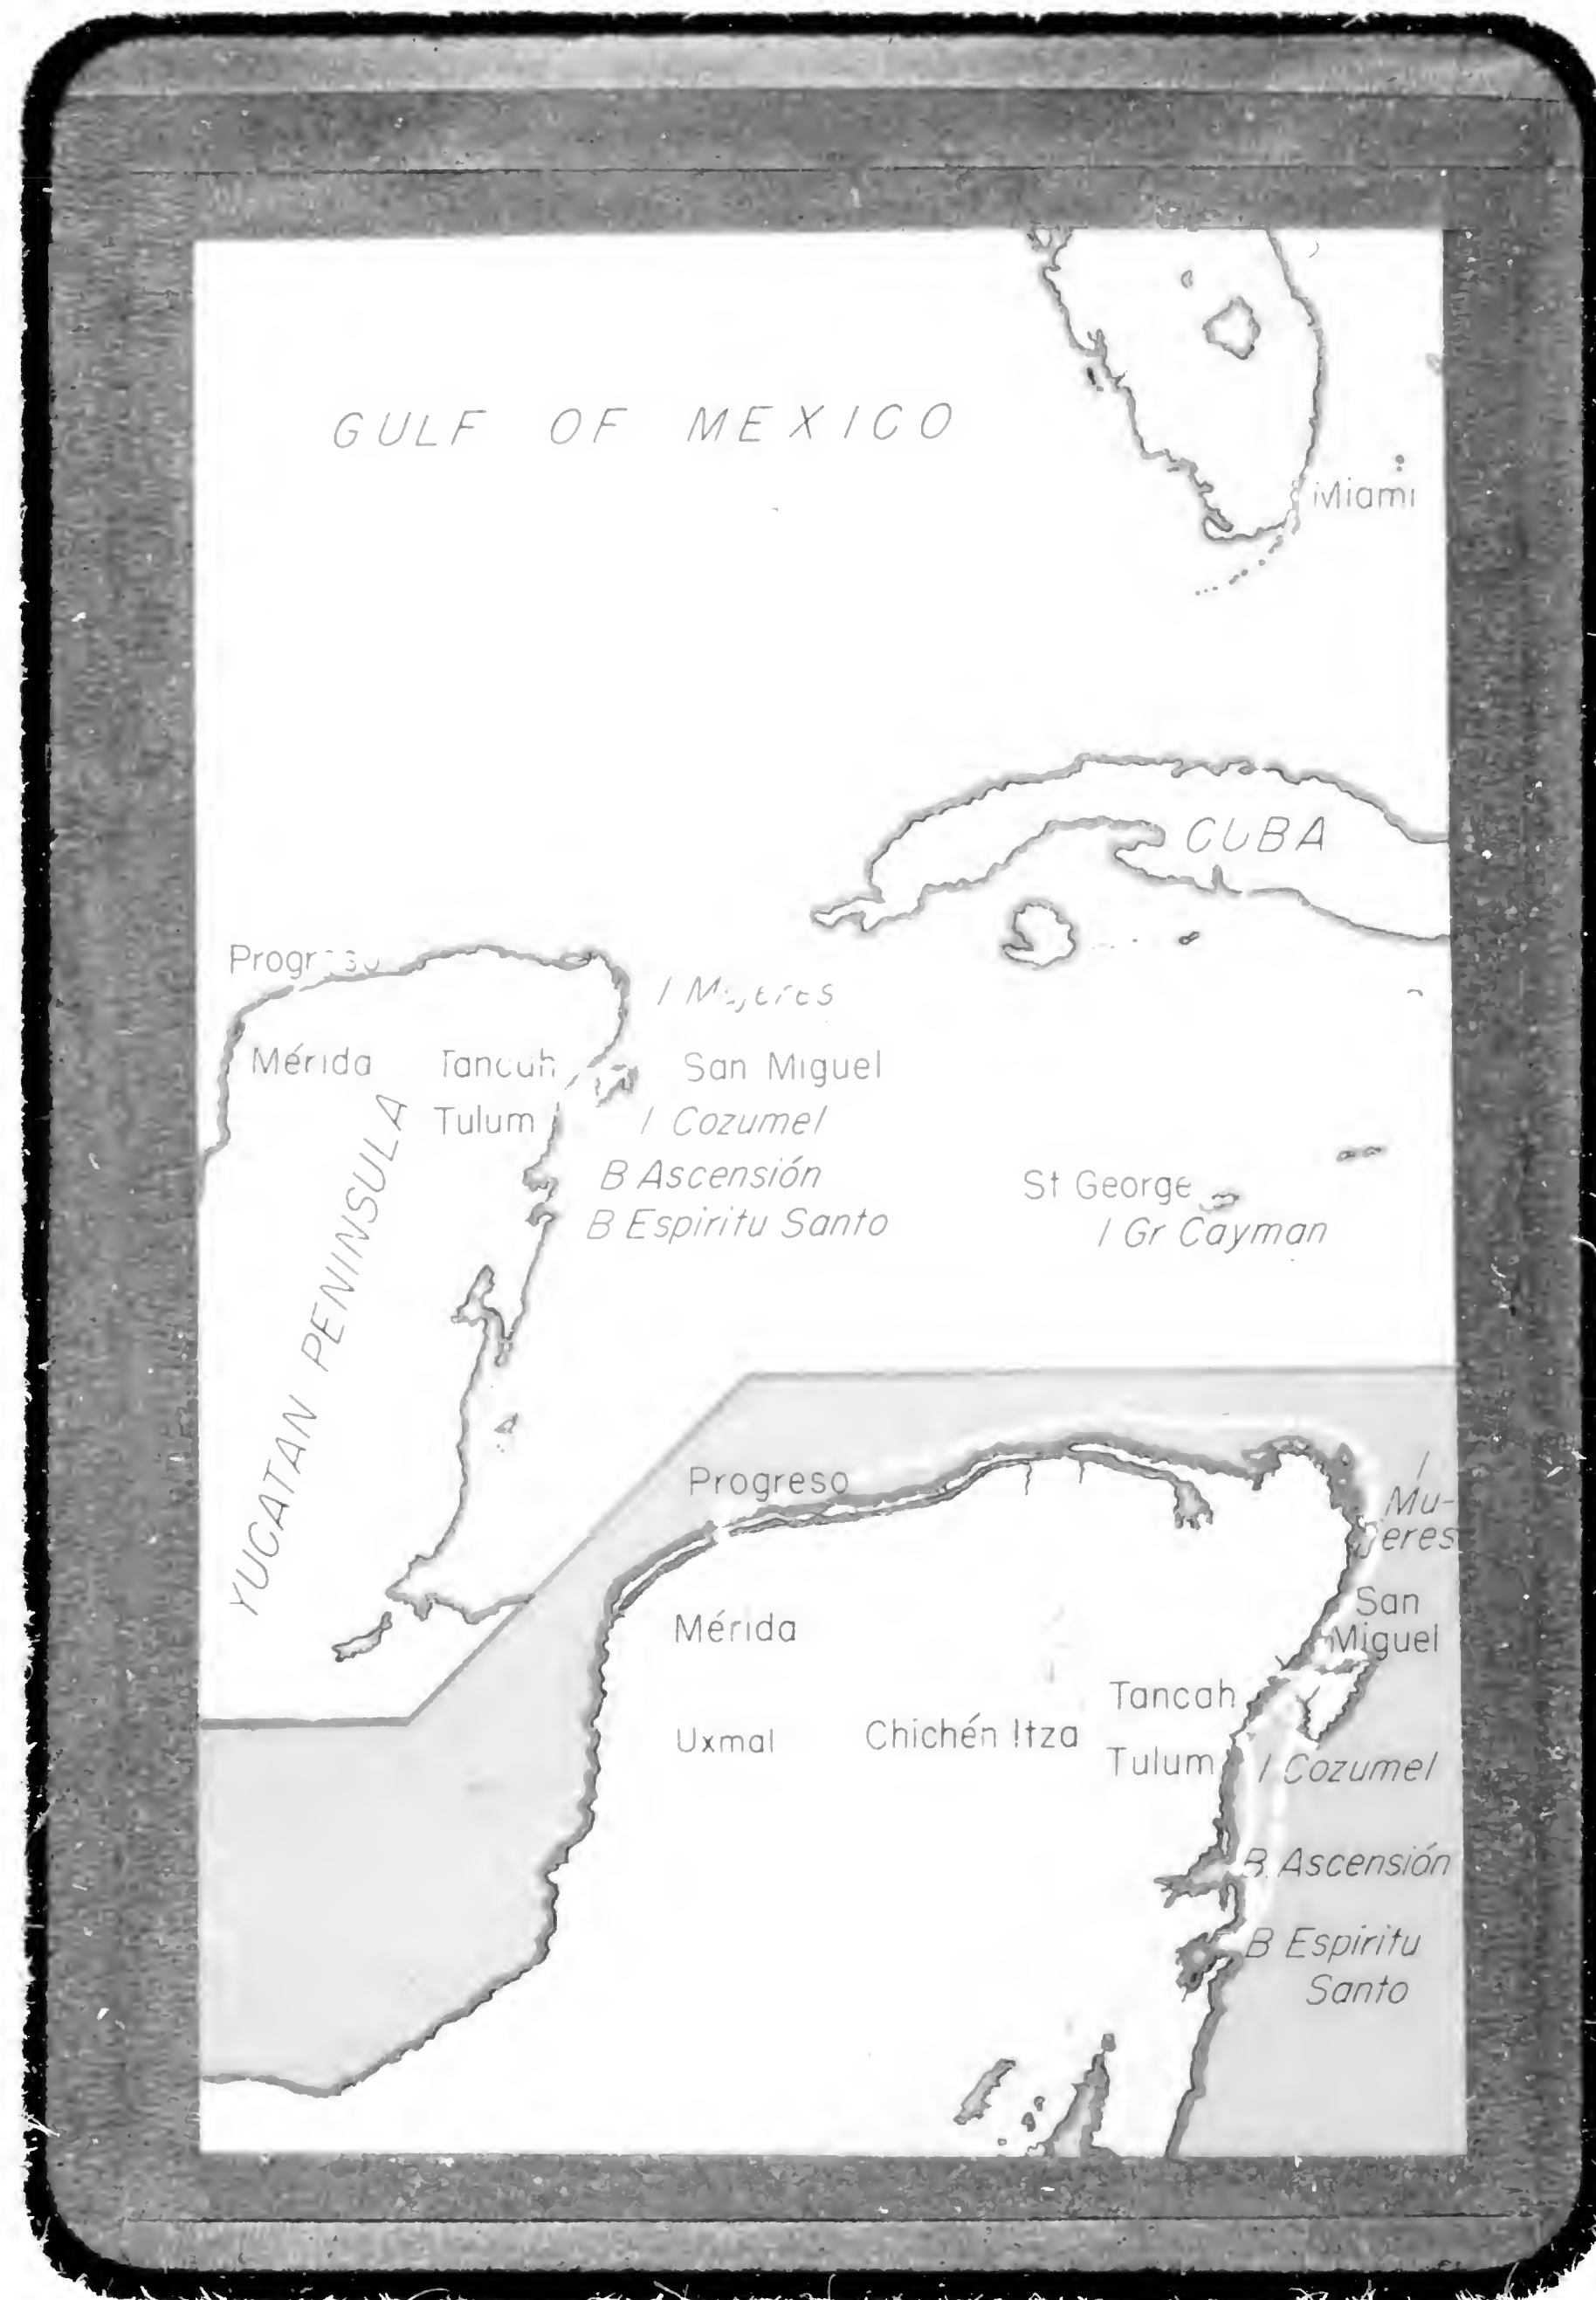 GULF OF MEXICO
Miami
CUBA
Progreso
I Mujeres
Mérida
Tancah
San Miguel
Tulum
I Cozumel
B Ascensión
B Espiritu Santo
St George
I Gr Cayman
YUCATAN PENINSULA
Progreso
I
Mu-
jeres
San
Miguel
Mérida
Tancah
Uxmal
Chichén Itza
Tulum
I Cozumel
B. Ascensión
B Espiritu
Santo